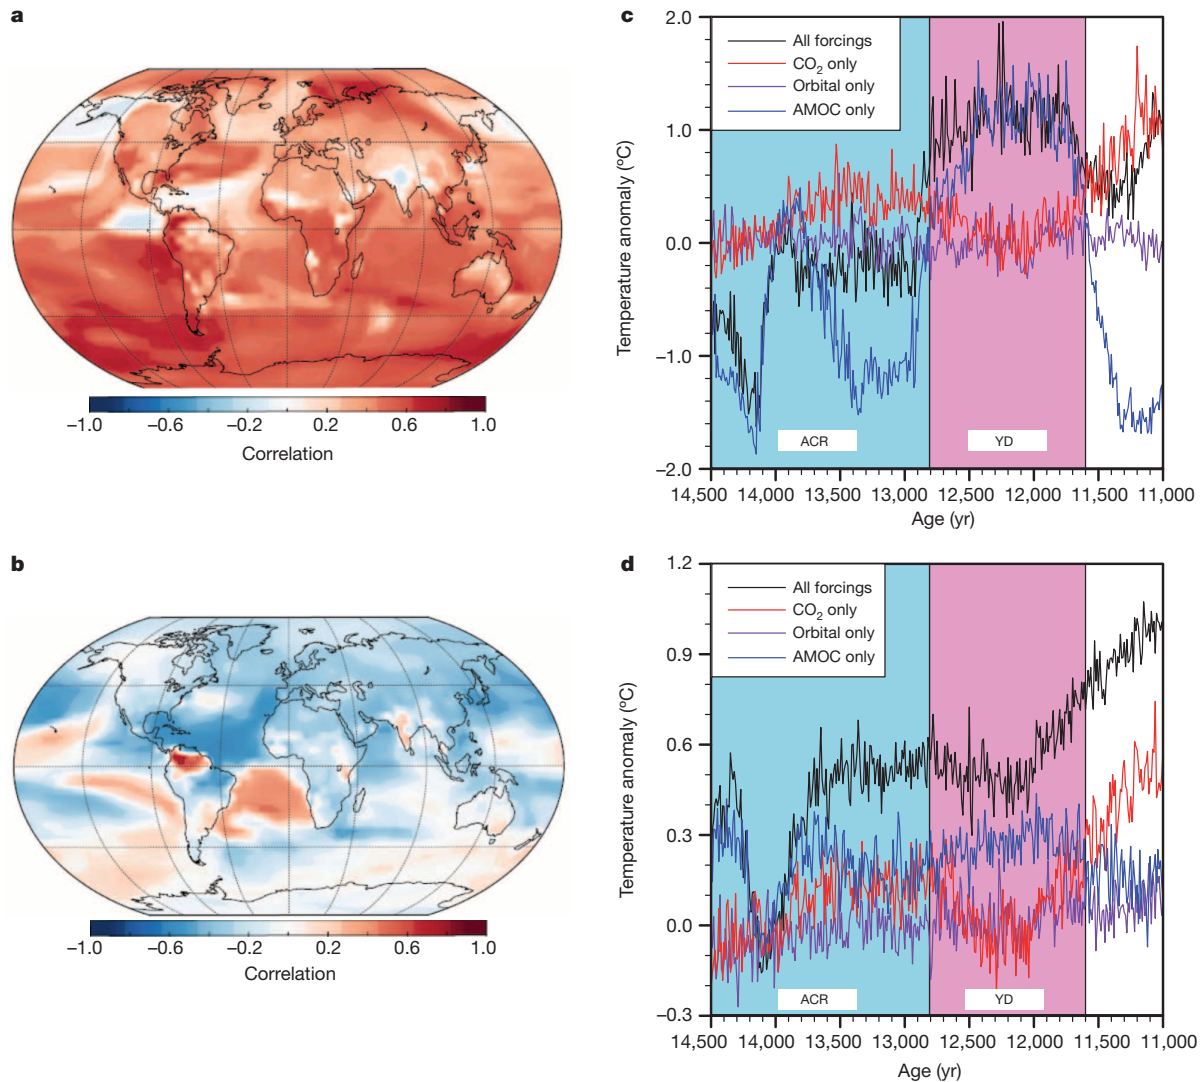 a
−1.0 −0.6 −0.2 0.2 0.6 1.0
Correlation
b
−1.0 −0.6 −0.2 0.2 0.6 1.0
Correlation
c
2.0
1.0
0.0
−1.0
−2.0
Temperature anomaly (°C)
All forcings
CO2 only
Orbital only
AMOC only
ACR YD
14,500 14,000 13,500 13,000 12,500 12,000 11,500 11,000
Age (yr)
d
1.2
0.9
0.6
0.3
0.0
−0.3
Temperature anomaly (°C)
All forcings
CO2 only
Orbital only
AMOC only
ACR YD
14,500 14,000 13,500 13,000 12,500 12,000 11,500 11,000
Age (yr)